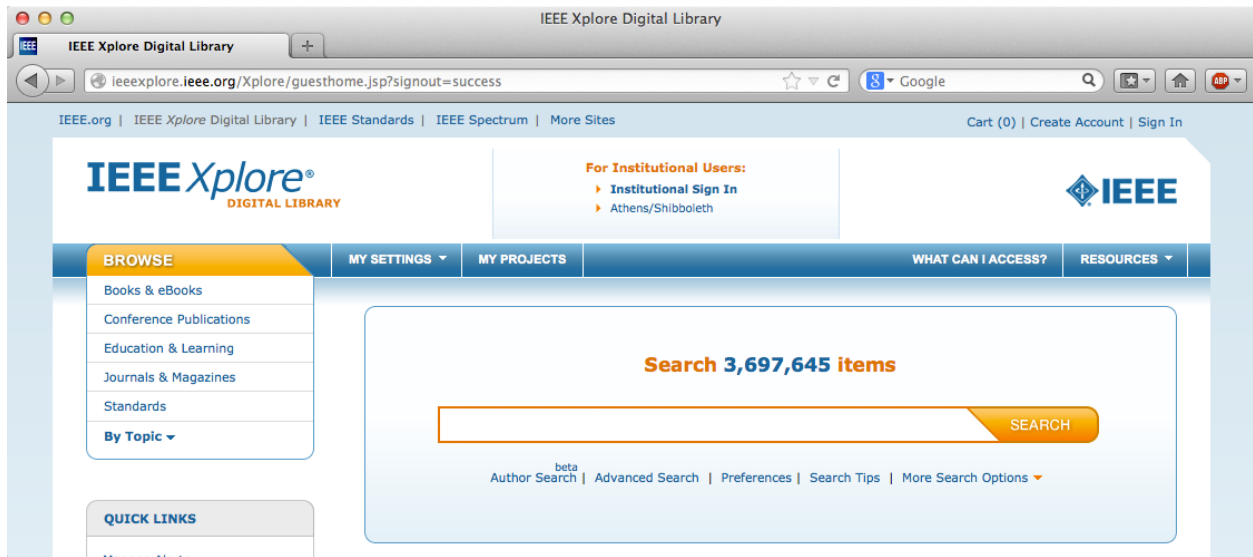 IEEE Xplore Digital Library
IEEE
IEEE Xplore Digital Library
+
ieeexplore.ieee.org/Xplore/guesthome.jsp?signout=success
8
Google
ABP
IEEE.org | IEEE Xplore Digital Library | IEEE Standards | IEEE Spectrum | More Sites
Cart (0) | Create Account | Sign In
IEEE Xplore®
DIGITAL LIBRARY
For Institutional Users:
Institutional Sign In
Athens/Shibboleth
IEEE
BROWSE
MY SETTINGS
MY PROJECTS
WHAT CAN I ACCESS?
RESOURCES
Books & eBooks
Conference Publications
Education & Learning
Journals & Magazines
Standards
By Topic
Search 3,697,645 items
SEARCH
beta
Author Search | Advanced Search | Preferences | Search Tips | More Search Options
QUICK LINKS